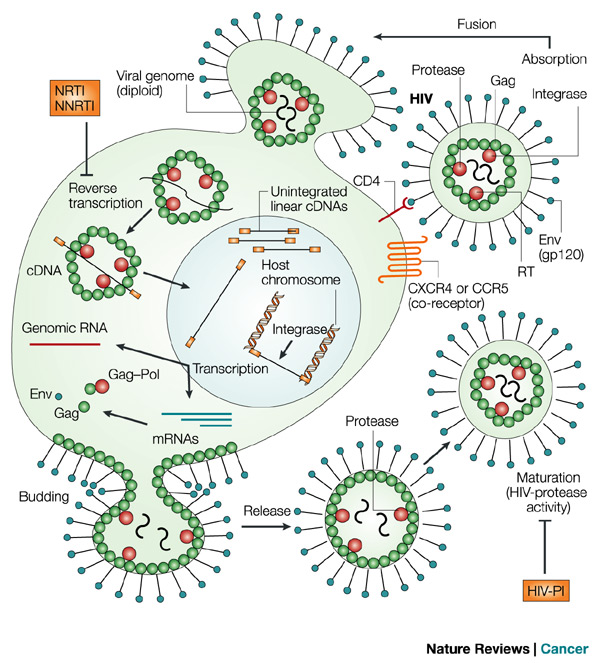 Fusion
Absorption
Viral genome
(diploid)
NRTI
NNRTI
Protease
Gag
Integrase
HIV
Reverse
transcription
Unintegrated
linear cDNAs
CD4
Env
(gp120)
RT
cDNA
Host
chromosome
CXCR4 or CCR5
(co-receptor)
Integrase
Genomic RNA
Transcription
Gag–Pol
Env
Gag
mRNAs
Protease
Budding
Release
Maturation
(HIV-protease
activity)
HIV-PI
Nature Reviews | Cancer